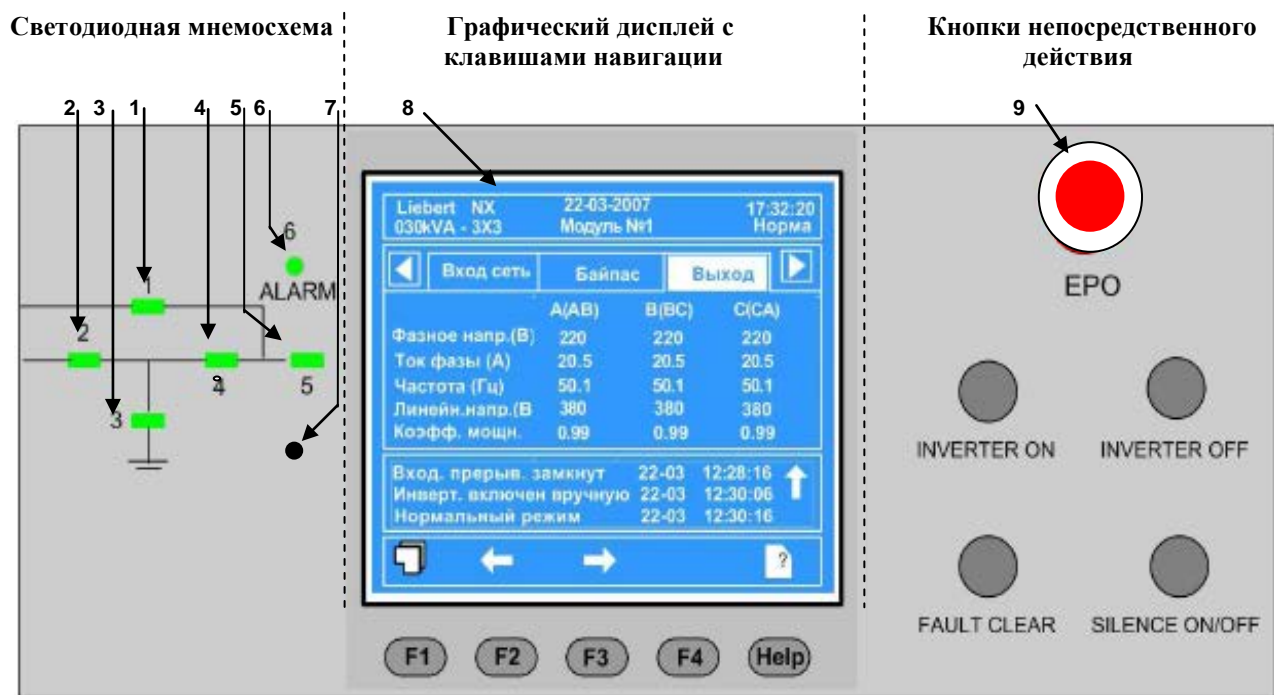 Светодиодная мнемосхема
Графический дисплей с
клавишами навигации
Кнопки непосредственного
действия
2 3 1 4 5 6 7 8 9
6
ALARM
1
2
4
5
3
Liebert NX 22-03-2007 17:32:20
030kVA - 3X3 Модуль №1 Норма
Вход сеть Байпас Выход
A(AB) B(BC) C(CA)
Фазное напр.(В) 220 220 220
Ток фазы (А) 20.5 20.5 20.5
Частота (Гц) 50.1 50.1 50.1
Линейн.напр.(В 380 380 380
Коэфф. мощн. 0.99 0.99 0.99
Вход. прерыв. замкнут 22-03 12:28:16
Инверт. включен вручную 22-03 12:30:06
Нормальный режим 22-03 12:30:16
?
F1 F2 F3 F4 Help
EPO
INVERTER ON INVERTER OFF
FAULT CLEAR SILENCE ON/OFF